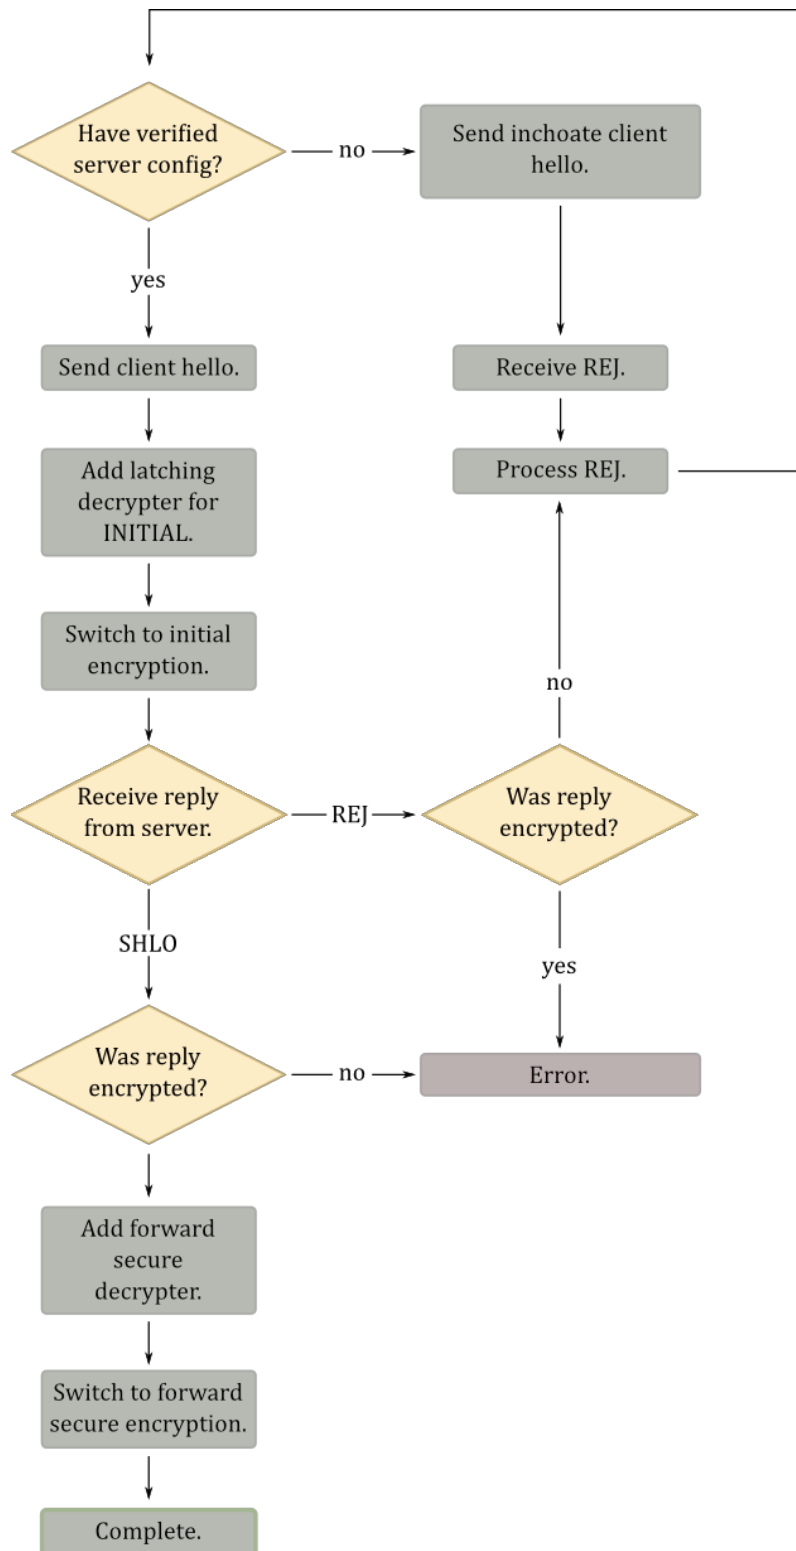 Have verified
server config?
no
Send inchoate client
hello.
yes
Send client hello.
Receive REJ.
Add latching
decrypter for
INITIAL.
Process REJ.
Switch to initial
encryption.
no
Receive reply
from server.
REJ
Was reply
encrypted?
SHLO
yes
Was reply
encrypted?
no
Error.
Add forward
secure
decrypter.
Switch to forward
secure encryption.
Complete.